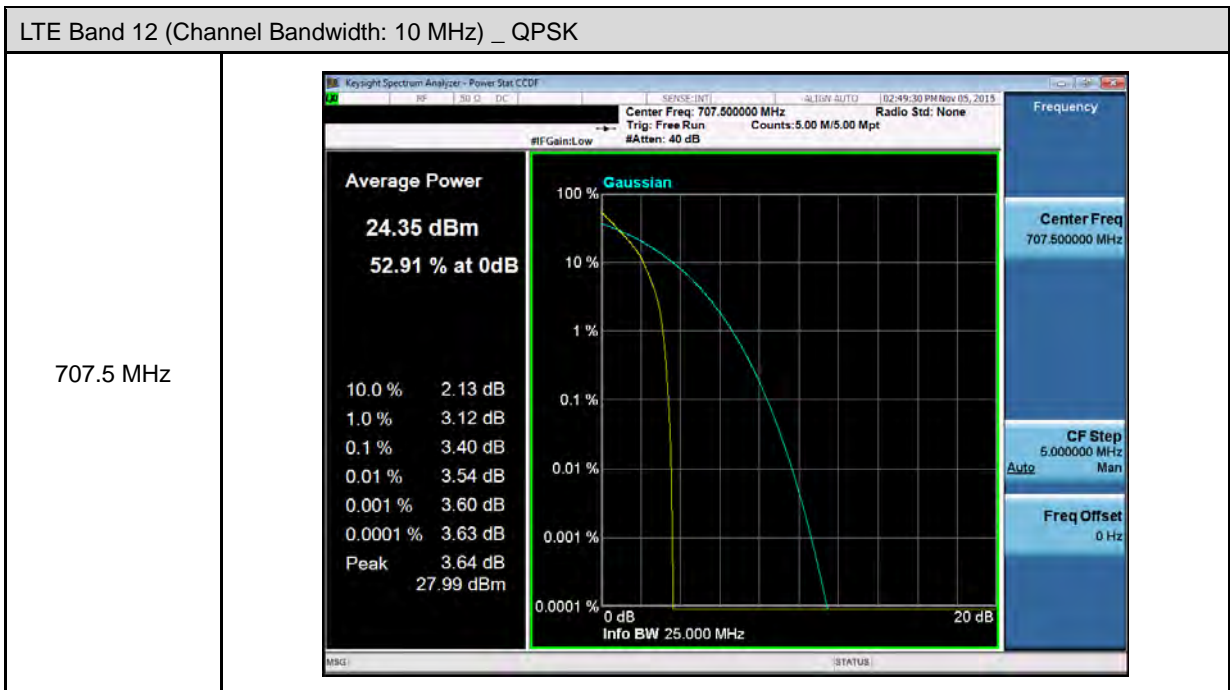 LTE Band 12 (Channel Bandwidth: 10 MHz) _ QPSK
707.5 MHz
Keysight Spectrum Analyzer - Power Stat CCDF
RF 50 Ω DC SENSE:INT ALIGN AUTO 02:49:30 PM Nov 05, 2015
Center Freq: 707.500000 MHz Radio Std: None
Trig: Free Run Counts:5.00 M/5.00 Mpt
#IFGain:Low #Atten: 40 dB
Frequency
Average Power
24.35 dBm
52.91 % at 0dB
10.0 % 2.13 dB
1.0 % 3.12 dB
0.1 % 3.40 dB
0.01 % 3.54 dB
0.001 % 3.60 dB
0.0001 % 3.63 dB
Peak 3.64 dB
27.99 dBm
Gaussian
100 %
10 %
1 %
0.1 %
0.01 %
0.001 %
0.0001 %
0 dB 20 dB
Info BW 25.000 MHz
Center Freq
707.500000 MHz
CF Step
5.000000 MHz
Auto Man
Freq Offset
0 Hz
MSG STATUS